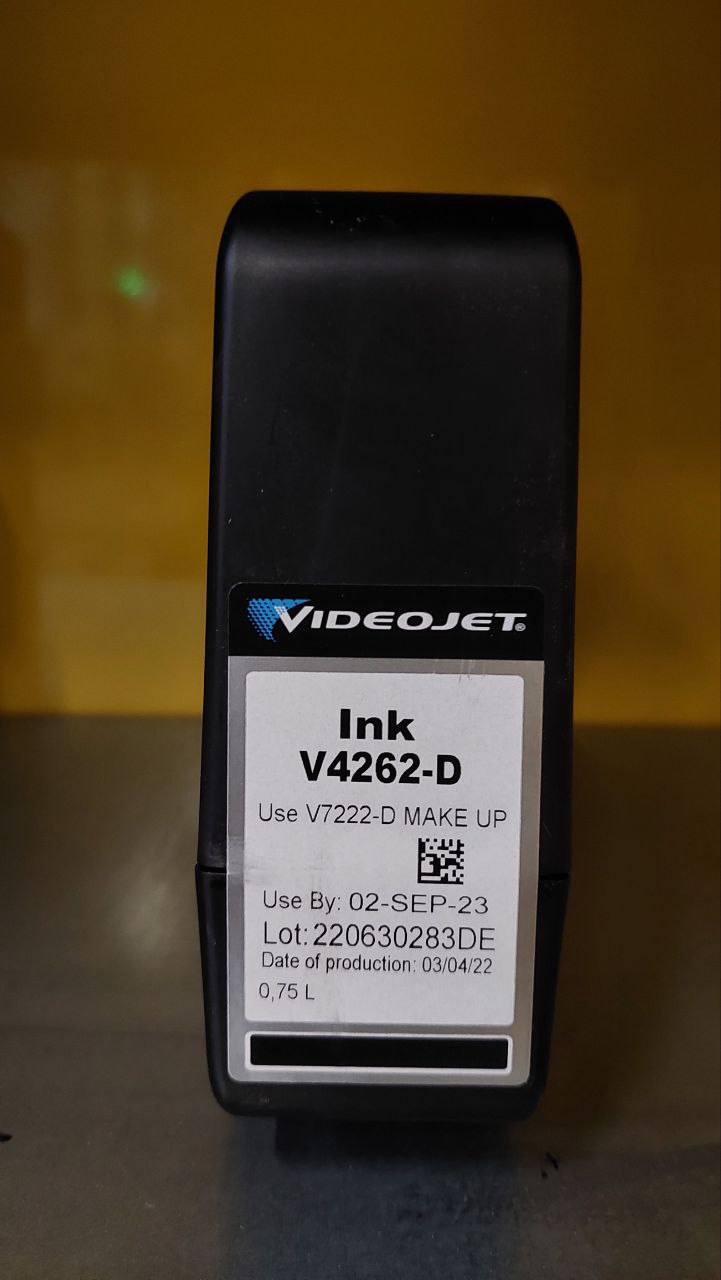 VIDEOJET®
Ink
V4262-D
Use V7222-D MAKE UP
Use By: 02-SEP-23
Lot: 220630283DE
Date of production: 03/04/22
0,75 L